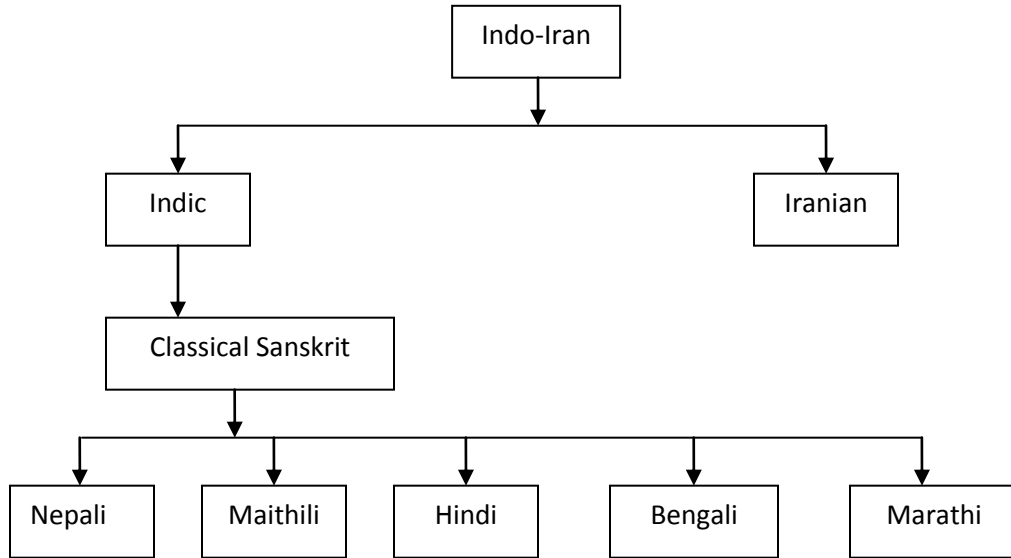 Indo-Iran
Indic
Iranian
Classical Sanskrit
Nepali
Maithili
Hindi
Bengali
Marathi